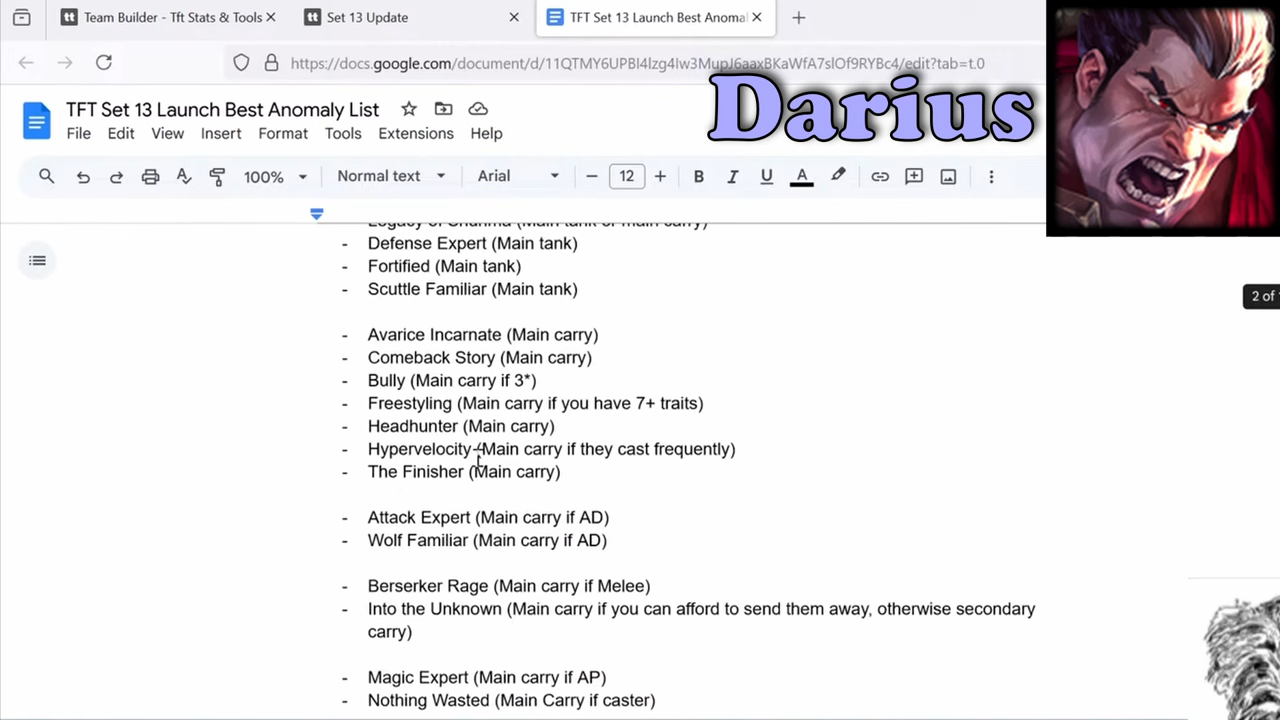 Team Builder - Tft Stats & Tools
Set 13 Update
TFT Set 13 Launch Best Anomal
https://docs.google.com/document/d/11QTMY6UPBI4lzg4Iw3MupJ6aaxBKaWfA7slOf9RYBc4/edit?tab=t.0
Darius
TFT Set 13 Launch Best Anomaly List
File Edit View Insert Format Tools Extensions Help
100% Normal text Arial 12 B I U A
- Defense Expert (Main tank)
- Fortified (Main tank)
- Scuttle Familiar (Main tank)
2 of
- Avarice Incarnate (Main carry)
- Comeback Story (Main carry)
- Bully (Main carry if 3*)
- Freestyling (Main carry if you have 7+ traits)
- Headhunter (Main carry)
- Hypervelocity (Main carry if they cast frequently)
- The Finisher (Main carry)
- Attack Expert (Main carry if AD)
- Wolf Familiar (Main carry if AD)
- Berserker Rage (Main carry if Melee)
- Into the Unknown (Main carry if you can afford to send them away, otherwise secondary
carry)
- Magic Expert (Main carry if AP)
- Nothing Wasted (Main Carry if caster)